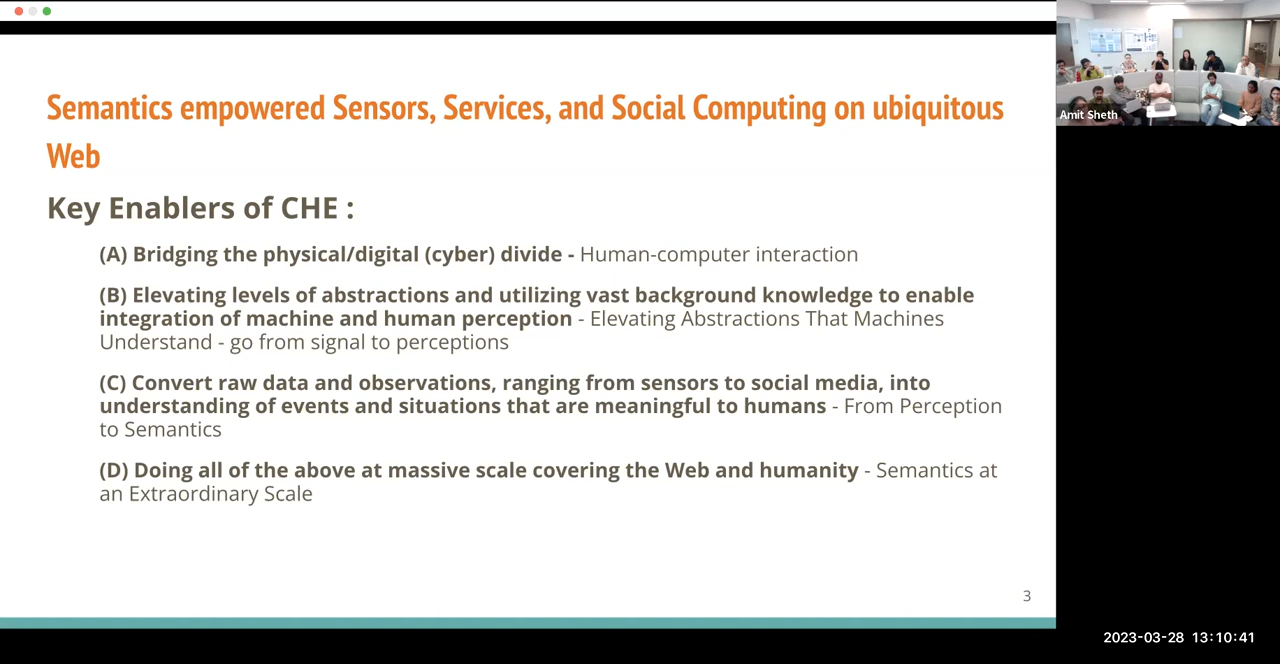 Semantics empowered Sensors, Services, and Social Computing on ubiquitous
Web
Key Enablers of CHE :
(A) Bridging the physical/digital (cyber) divide - Human-computer interaction
(B) Elevating levels of abstractions and utilizing vast background knowledge to enable
integration of machine and human perception - Elevating Abstractions That Machines
Understand - go from signal to perceptions
(C) Convert raw data and observations, ranging from sensors to social media, into
understanding of events and situations that are meaningful to humans - From Perception
to Semantics
(D) Doing all of the above at massive scale covering the Web and humanity - Semantics at
an Extraordinary Scale
3
Amit Sheth
2023-03-28 13:10:41